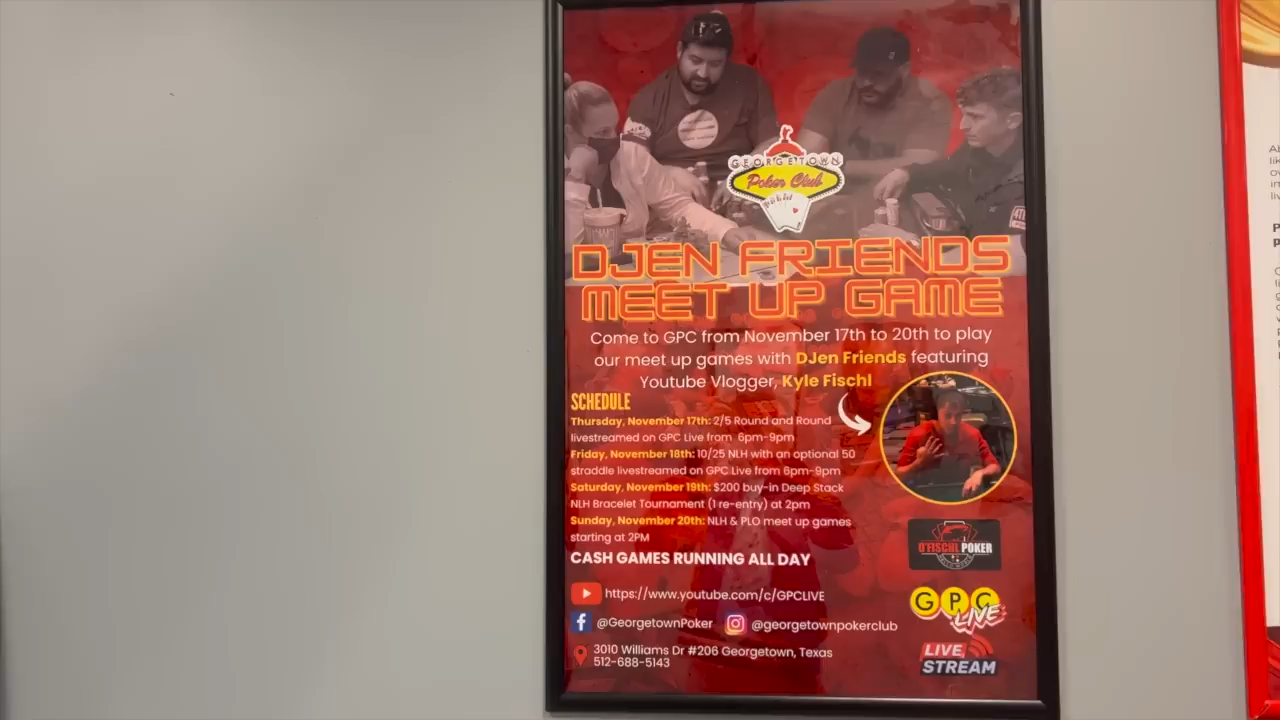 GEORGETOWN
Poker Club
DJEN FRIENDS
MEET UP GAME
Come to GPC from November 17th to 20th to play
our meet up games with DJen Friends featuring
Youtube Vlogger, Kyle Fischl
SCHEDULE
Thursday, November 17th: 2/5 Round and Round
livestreamed on GPC Live from 6pm-9pm
Friday, November 18th: 10/25 NLH with an optional 50
straddle livestreamed on GPC Live from 6pm-9pm
Saturday, November 19th: $200 buy-in Deep Stack
NLH Bracelet Tournament (1 re-entry) at 2pm
Sunday, November 20th: NLH & PLO meet up games
starting at 2PM
CASH GAMES RUNNING ALL DAY
O'FISCHL POKER
https://www.youtube.com/c/GPCLIVE
@GeorgetownPoker @georgetownpokerclub
GPC
LIVE
3010 Williams Dr #206 Georgetown, Texas
512-688-5143
LIVE
STREAM